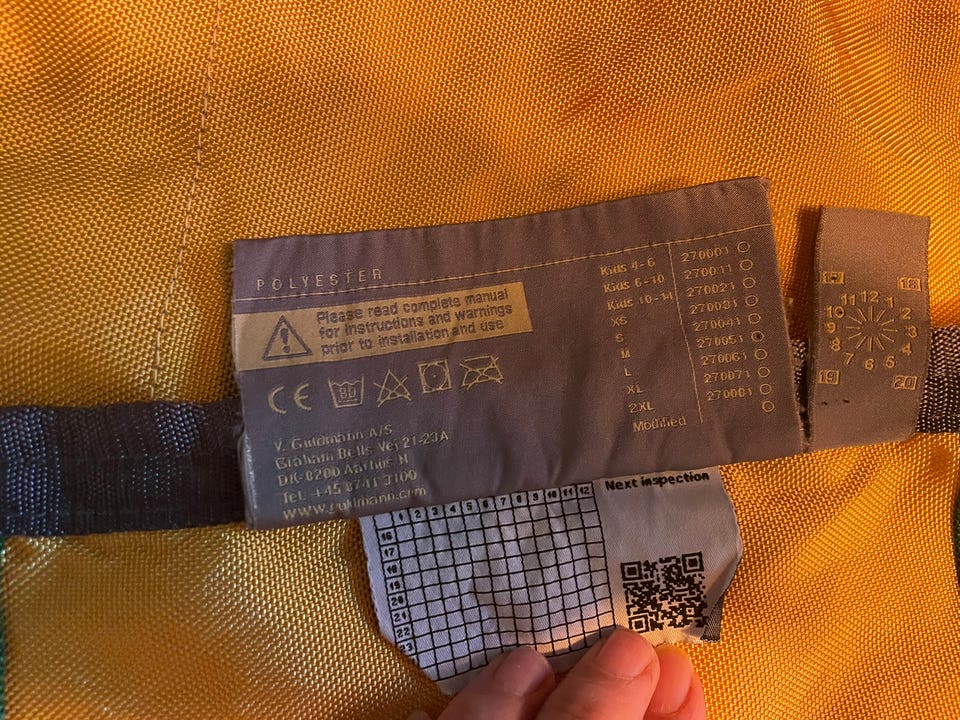 POLYESTER
Please read complete manual
for instructions and warnings
prior to installation and use
CE 80
V. Guldmann A/S
Graham Bells Vej 21-23A
DK-8200 Aarhus N
Tel. +45 8741 3100
www.guldmann.com
Kids 4-6 270001
Kids 6-10 270011
Kids 10-14 270021
XS 270031
S 270041
M 270051
L 270061
XL 270071
2XL 270081
Modified
17 18
11 12 1
10 2
9 3
8 4
7 6 5
19 20
Next inspection
1 2 3 4 5 6 7 8 9 10 11 12
16
17
18
19
20
21
22
23